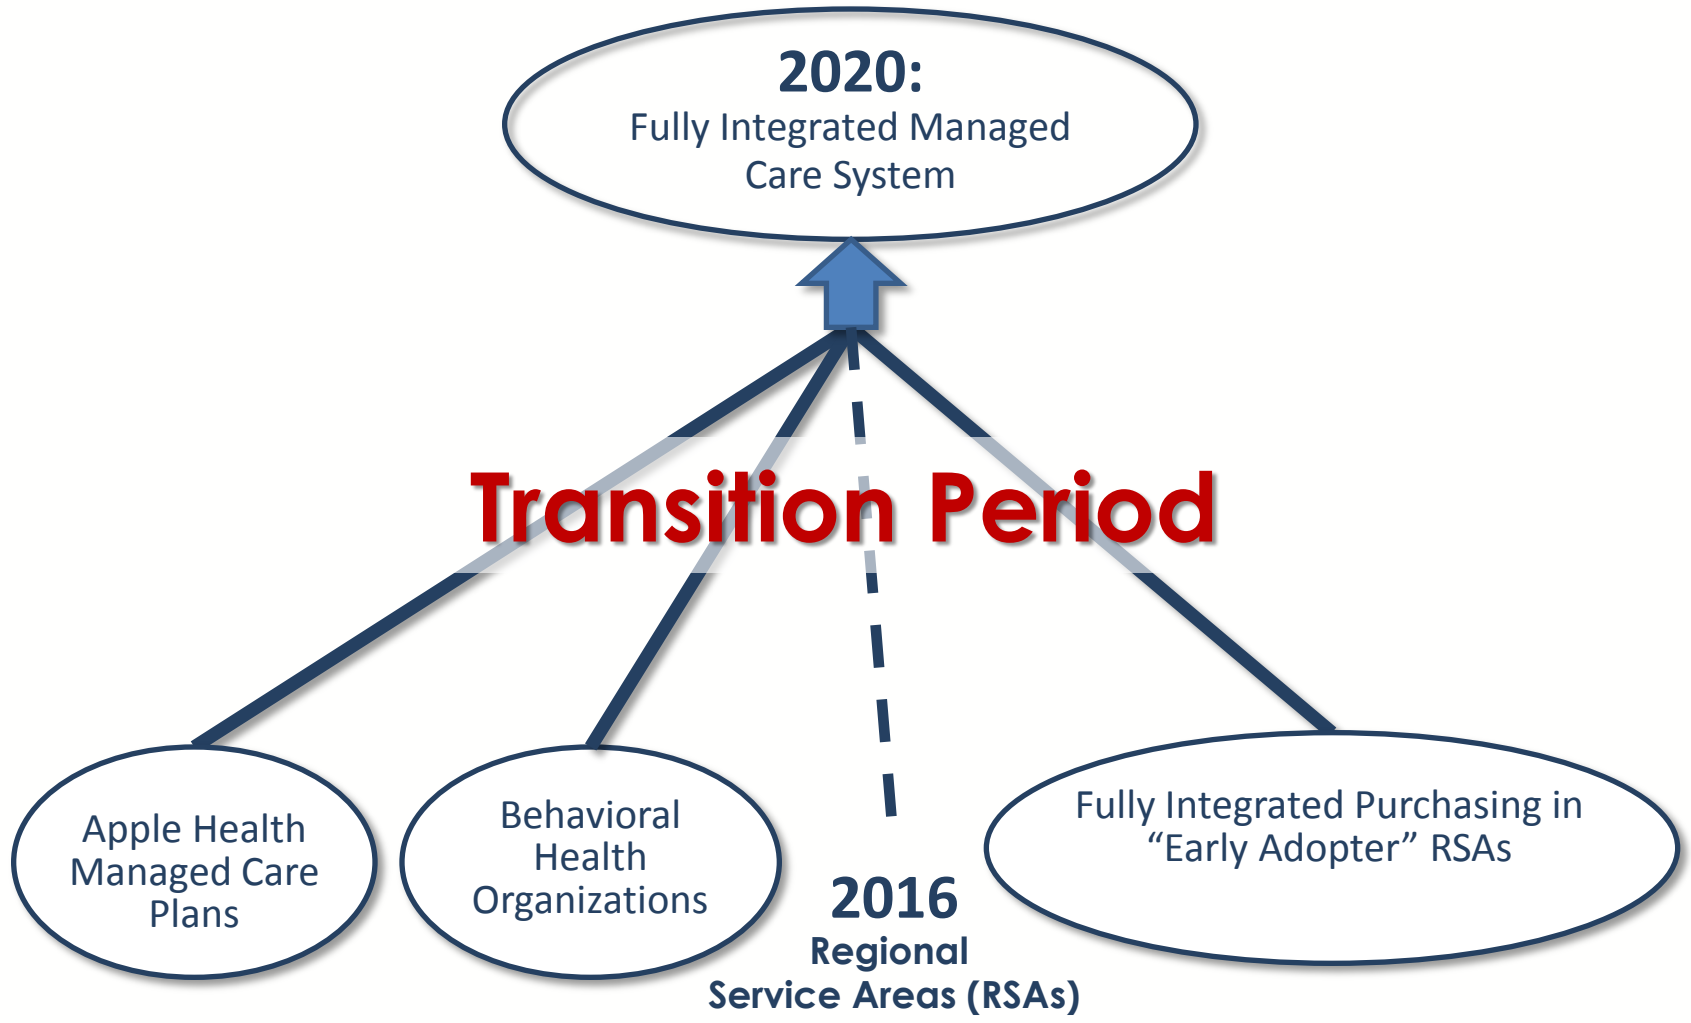 2020:
Fully Integrated Managed
Care System
Transition Period
Apple Health
Managed Care
Plans
Behavioral
Health
Organizations
2016
Regional
Service Areas (RSAs)
Fully Integrated Purchasing in
“Early Adopter” RSAs